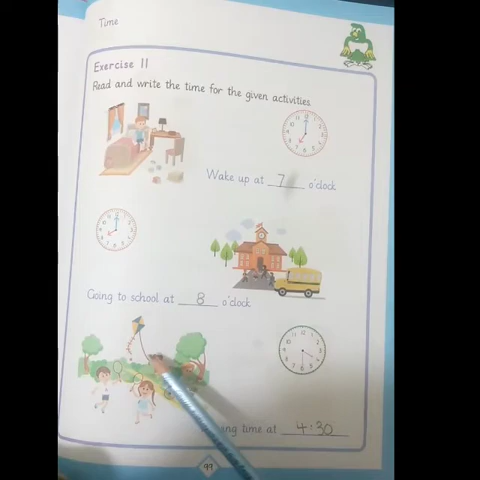 Time
Exercise 11
Read and write the time for the given activities
Wake up at 7 o'clock
Going to school at 8 o'clock
time at 4:30
99